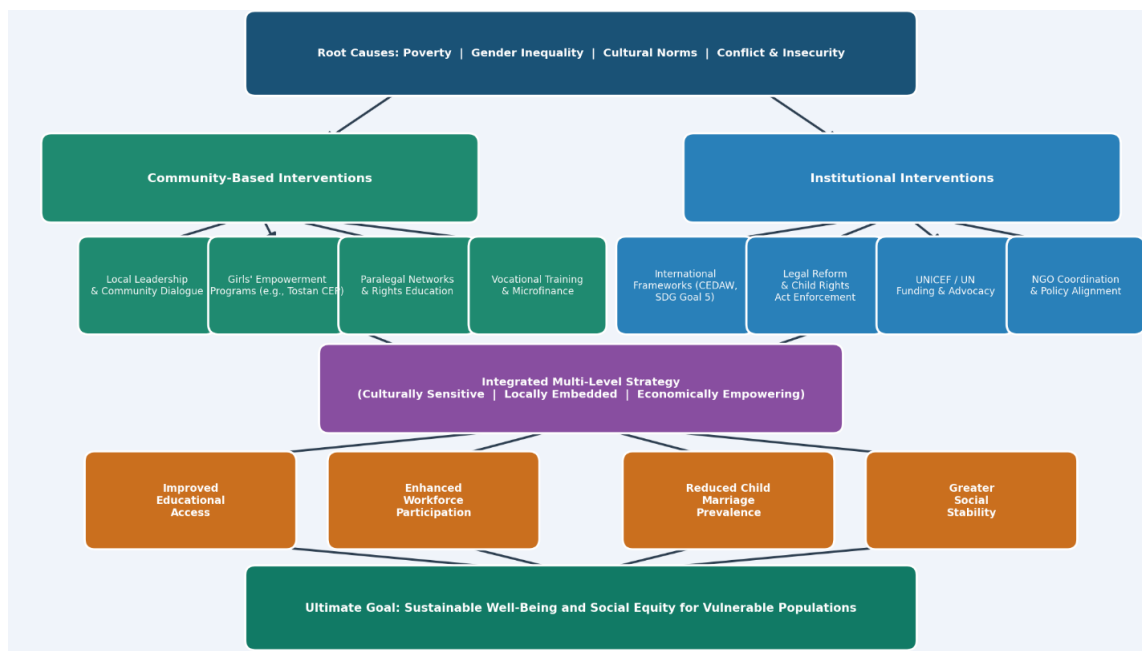 Root Causes: Poverty | Gender Inequality | Cultural Norms | Conflict & Insecurity
Community-Based Interventions
Institutional Interventions
Local Leadership
& Community Dialogue
Girls' Empowerment
Programs (e.g., Tostan CEP)
Paralegal Networks
& Rights Education
Vocational Training
& Microfinance
International
Frameworks (CEDAW,
SDG Goal 5)
Legal Reform
& Child Rights
Act Enforcement
UNICEF / UN
Funding & Advocacy
NGO Coordination
& Policy Alignment
Integrated Multi-Level Strategy
(Culturally Sensitive | Locally Embedded | Economically Empowering)
Improved
Educational
Access
Enhanced
Workforce
Participation
Reduced Child
Marriage
Prevalence
Greater
Social
Stability
Ultimate Goal: Sustainable Well-Being and Social Equity for Vulnerable Populations